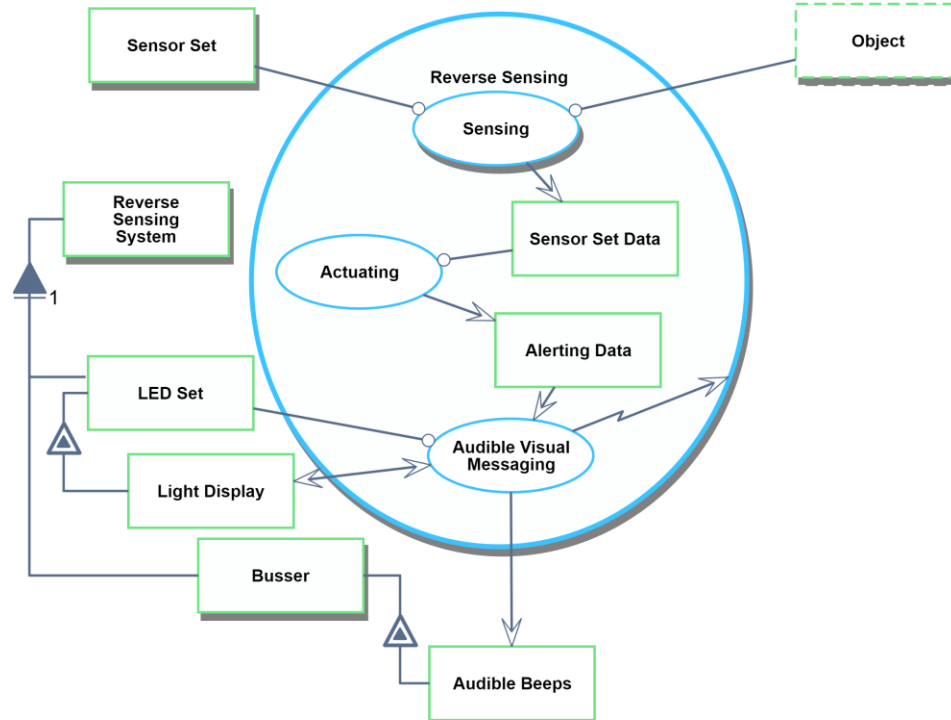 Sensor Set
Object
Reverse Sensing
Sensing
Reverse
Sensing
System
Sensor Set Data
Actuating
1
Alerting Data
LED Set
Audible Visual
Messaging
Light Display
Busser
Audible Beeps